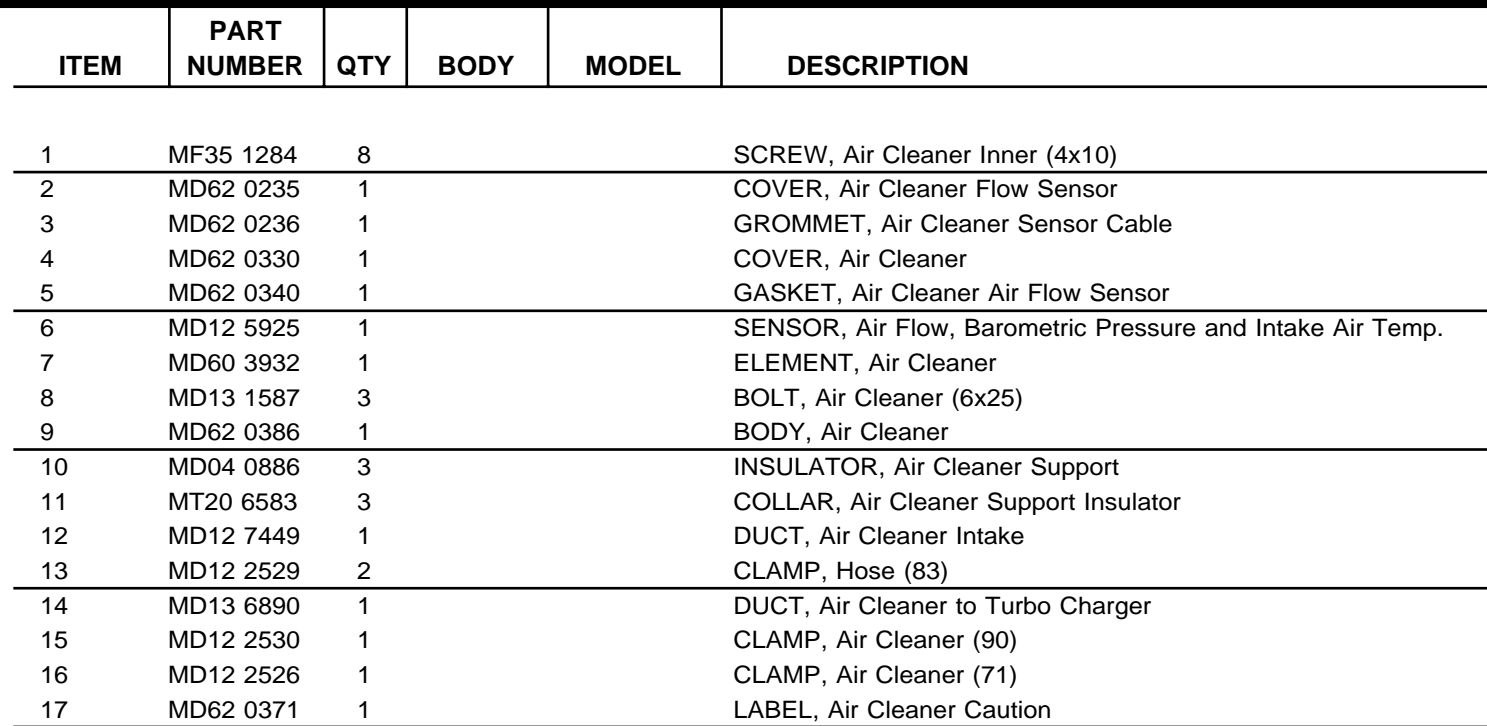 PART
ITEM NUMBER QTY BODY MODEL DESCRIPTION
1 MF35 1284 8 SCREW, Air Cleaner Inner (4x10)
2 MD62 0235 1 COVER, Air Cleaner Flow Sensor
3 MD62 0236 1 GROMMET, Air Cleaner Sensor Cable
4 MD62 0330 1 COVER, Air Cleaner
5 MD62 0340 1 GASKET, Air Cleaner Air Flow Sensor
6 MD12 5925 1 SENSOR, Air Flow, Barometric Pressure and Intake Air Temp.
7 MD60 3932 1 ELEMENT, Air Cleaner
8 MD13 1587 3 BOLT, Air Cleaner (6x25)
9 MD62 0386 1 BODY, Air Cleaner
10 MD04 0886 3 INSULATOR, Air Cleaner Support
11 MT20 6583 3 COLLAR, Air Cleaner Support Insulator
12 MD12 7449 1 DUCT, Air Cleaner Intake
13 MD12 2529 2 CLAMP, Hose (83)
14 MD13 6890 1 DUCT, Air Cleaner to Turbo Charger
15 MD12 2530 1 CLAMP, Air Cleaner (90)
16 MD12 2526 1 CLAMP, Air Cleaner (71)
17 MD62 0371 1 LABEL, Air Cleaner Caution